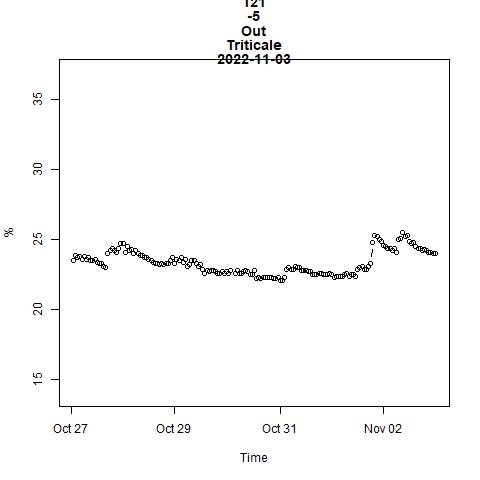 121
-5
Out
Triticale
2022-11-03
%
35
30
25
20
15
Oct 27
Oct 29
Oct 31
Nov 02
Time